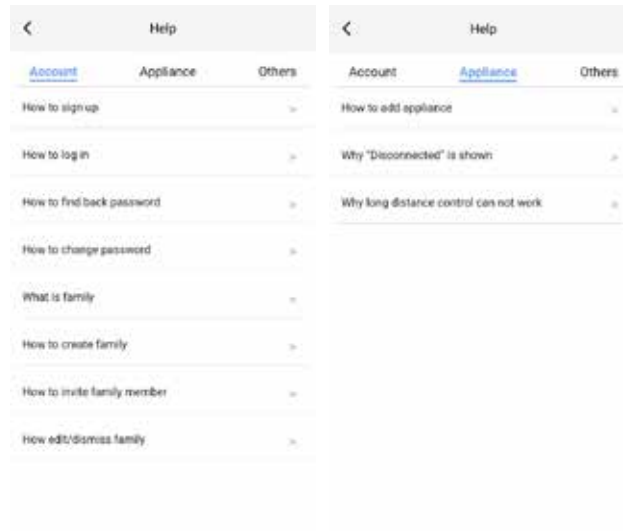 Help
Account Appliance Others
How to sign up
How to log in
How to find back password
How to change password
What is family
How to create family
How to invite family member
How edit/dismiss family
Help
Account Appliance Others
How to add appliance
Why "Disconnected" is shown
Why long distance control can not work